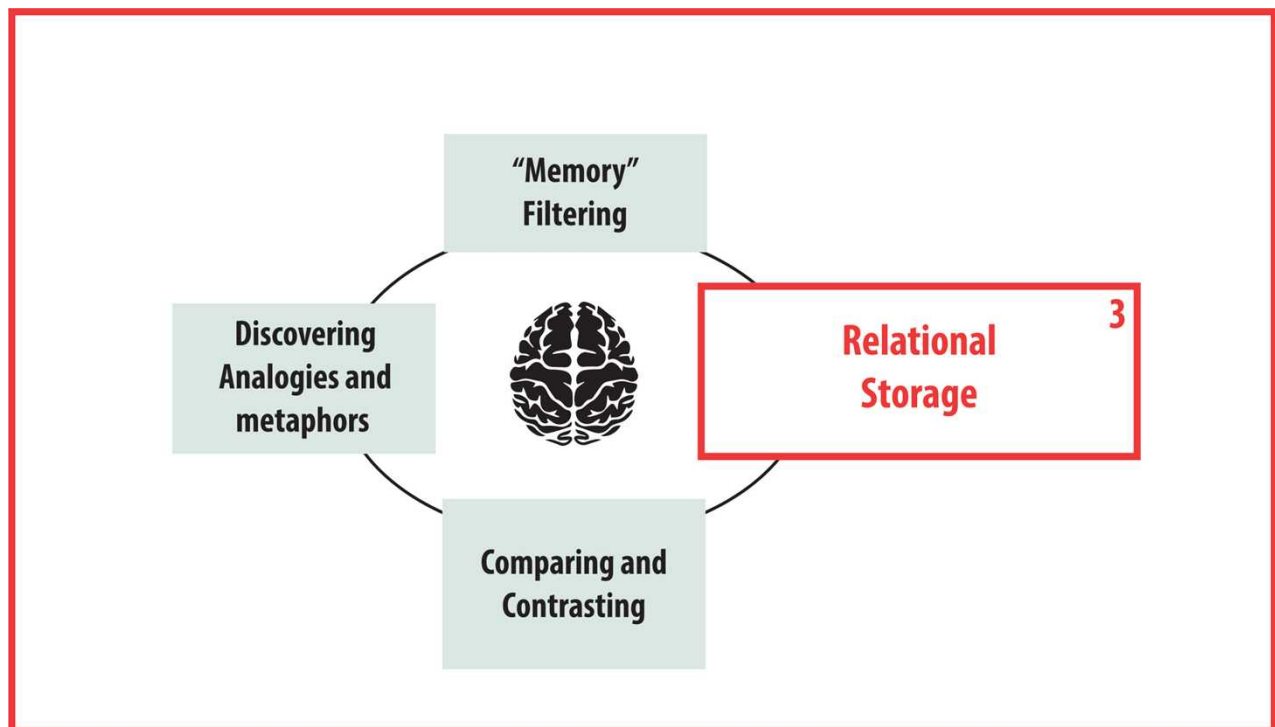 “Memory”
Filtering
Discovering
Analogies and
metaphors
3
Relational
Storage
Comparing and
Contrasting